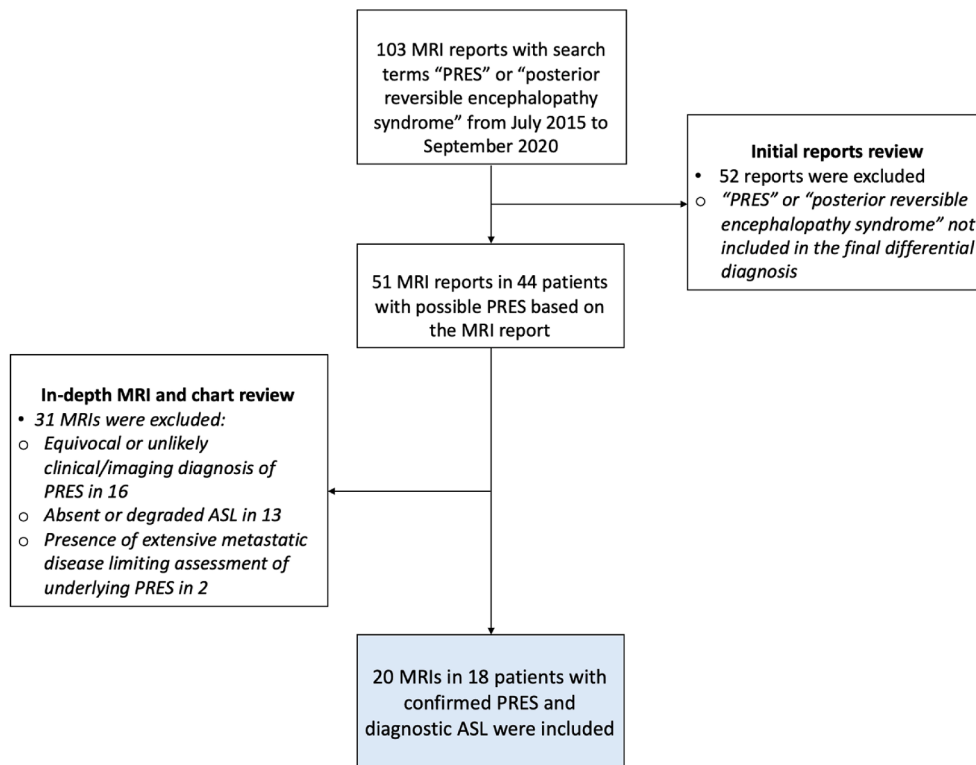 103 MRI reports with search
terms “PRES” or “posterior
reversible encephalopathy
syndrome” from July 2015 to
September 2020
Initial reports review
• 52 reports were excluded
○ “PRES” or “posterior reversible
encephalopathy syndrome” not
included in the final differential
diagnosis
51 MRI reports in 44 patients
with possible PRES based on
the MRI report
In-depth MRI and chart review
• 31 MRIs were excluded:
○ Equivocal or unlikely
clinical/imaging diagnosis of
PRES in 16
○ Absent or degraded ASL in 13
○ Presence of extensive metastatic
disease limiting assessment of
underlying PRES in 2
20 MRIs in 18 patients with
confirmed PRES and
diagnostic ASL were included